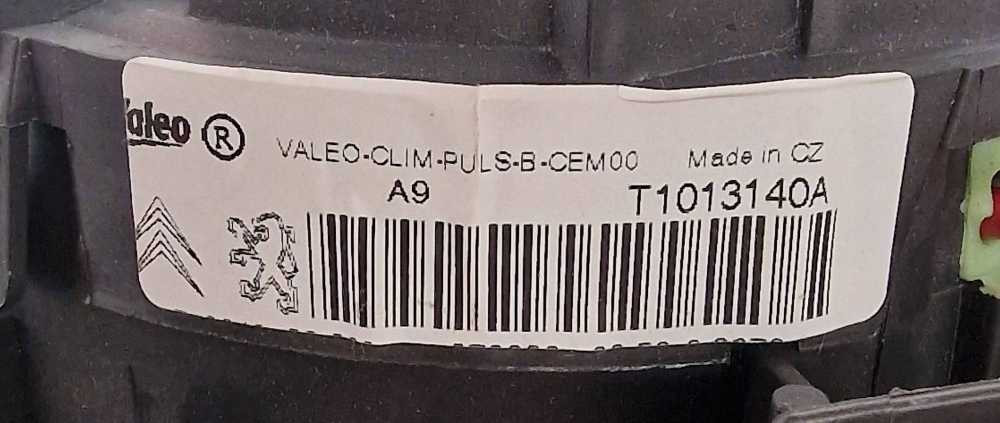 Valeo ®
VALEO-CLIM-PULS-B-CEM00 Made in CZ
A9 T1013140A